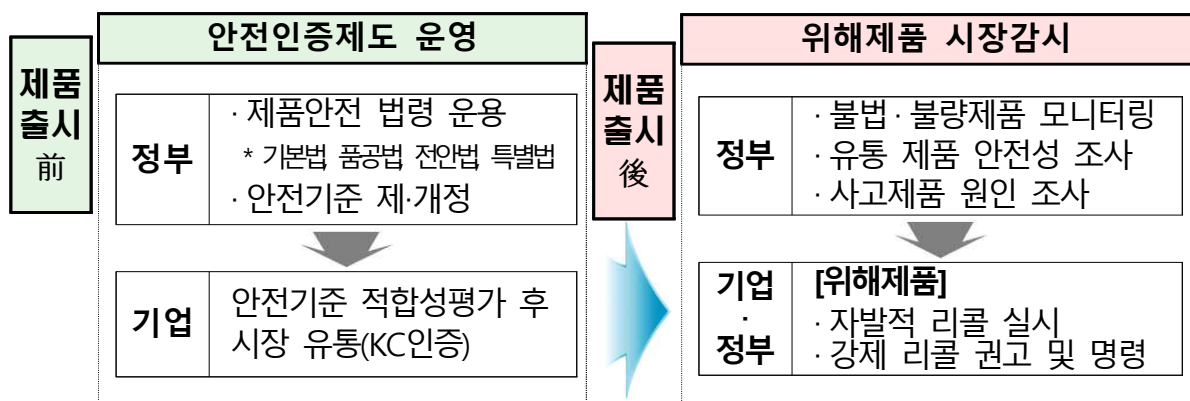 제품
출시
前
안전인증제도 운영
정부
· 제품안전 법령 운용
* 기본법, 품공법, 전안법, 특별법
· 안전기준 제·개정
기업
안전기준 적합성평가 후
시장 유통(KC인증)
제품
출시
後
위해제품 시장감시
정부
· 불법·불량제품 모니터링
· 유통 제품 안전성 조사
· 사고제품 원인 조사
기업
·
정부
[위해제품]
· 자발적 리콜 실시
· 강제 리콜 권고 및 명령